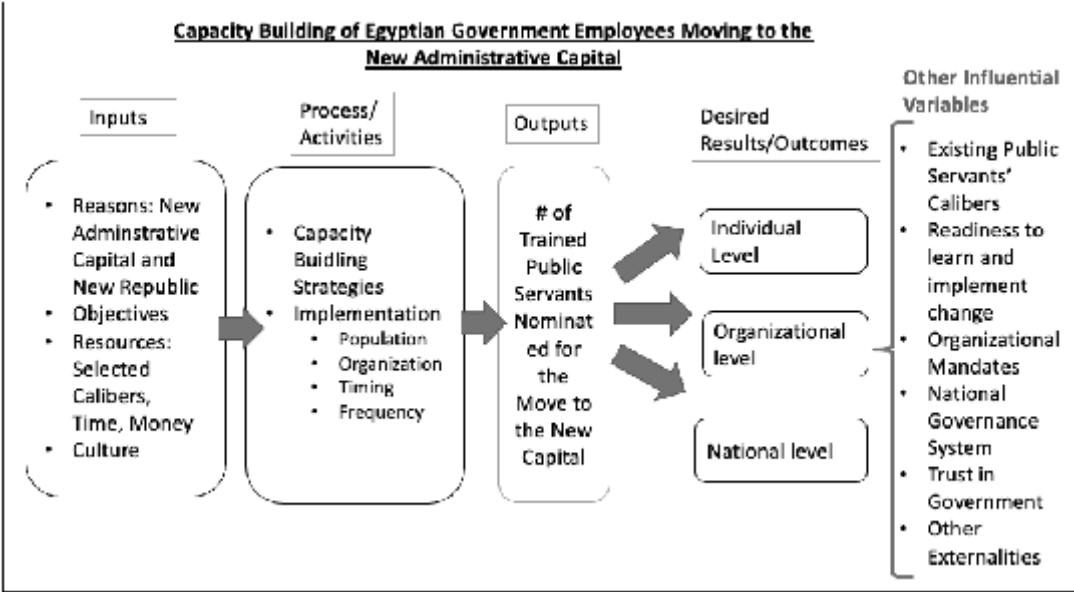 Capacity Building of Egyptian Government Employees Moving to the
New Administrative Capital
Inputs
Process/
Activities
Outputs
Desired
Results/Outcomes
Other Influential
Variables
• Reasons: New
Adminstrative
Capital and
New Republic
• Objectives
• Resources:
Selected
Calibers,
Time, Money
• Culture
• Capacity
Buidling
Strategies
• Implementation
• Population
• Organization
• Timing
• Frequency
# of
Trained
Public
Servants
Nominat
ed for
the
Move to
the New
Capital
Individual
Level
Organizational
level
National level
• Existing Public
Servants'
Calibers
• Readiness to
learn and
implement
change
• Organizational
Mandates
• National
Governance
System
• Trust in
Government
• Other
Externalities